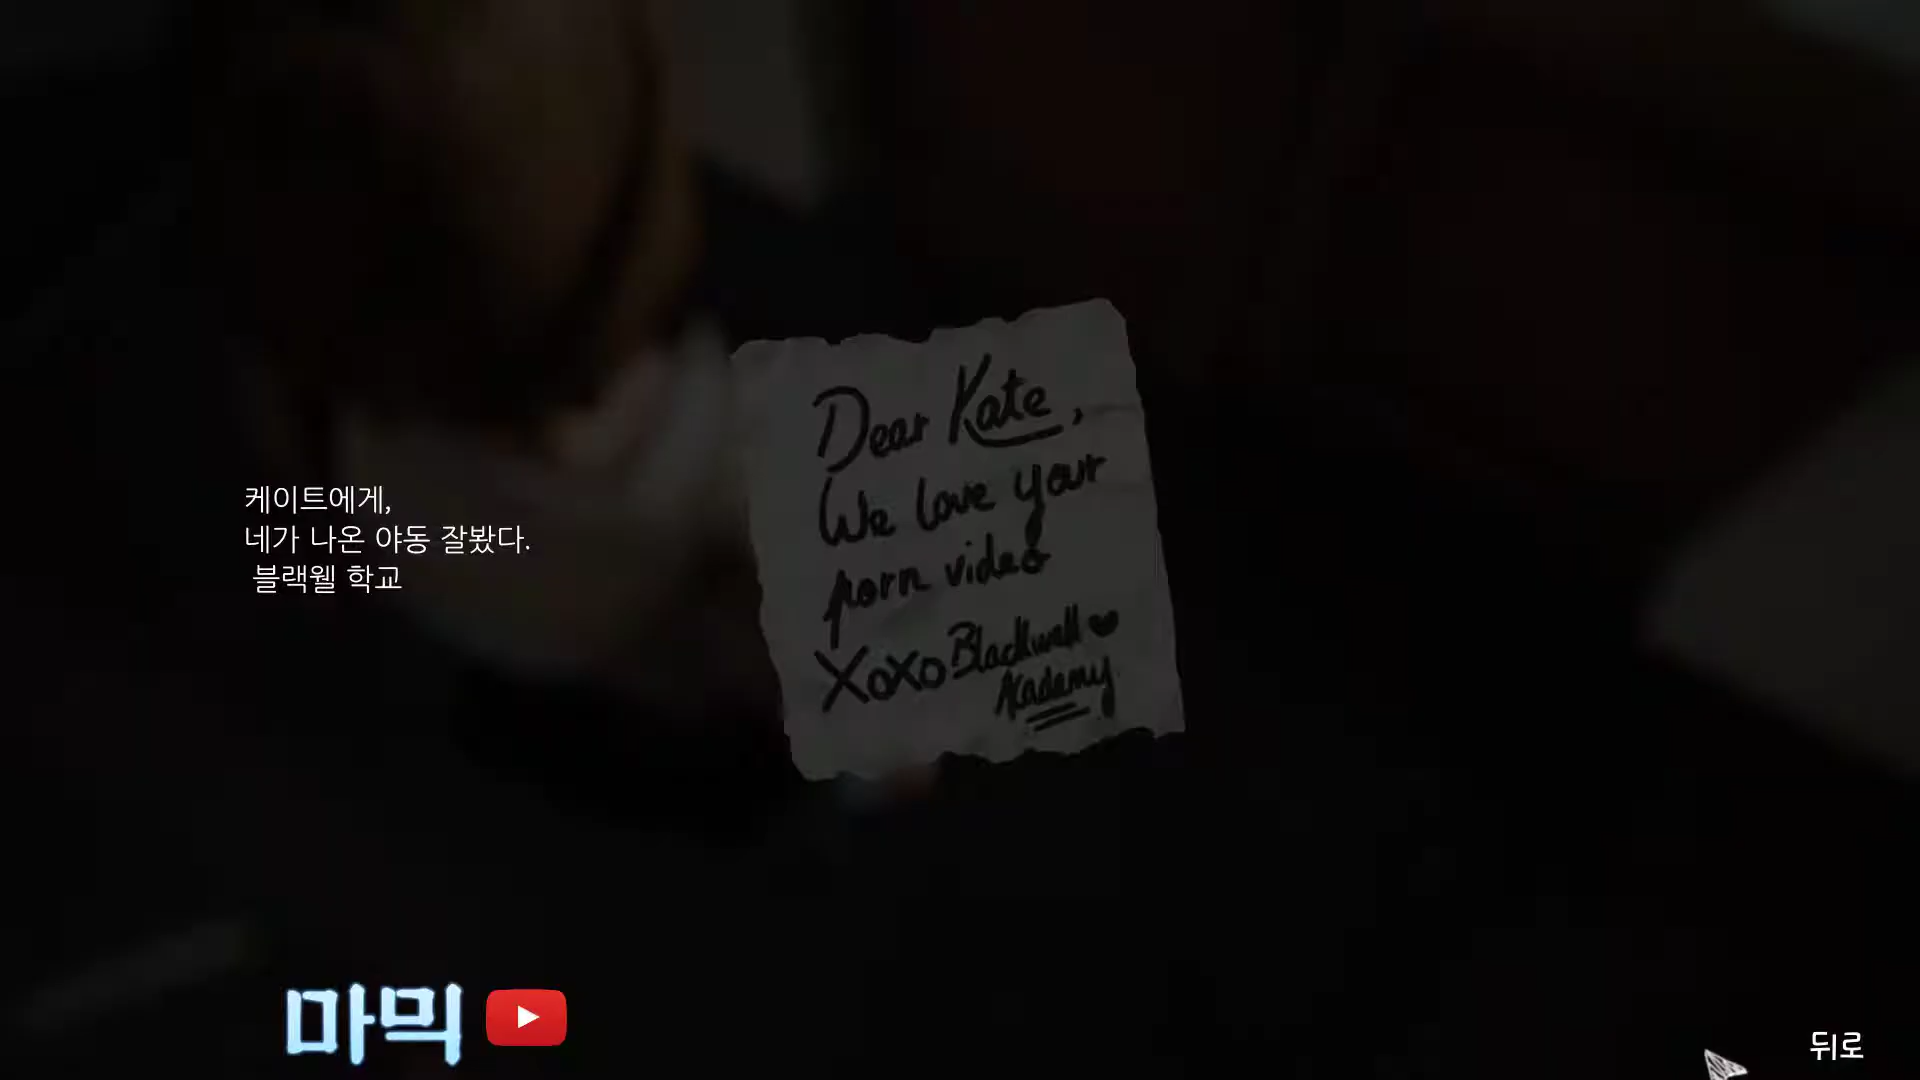 케이트에게,
네가 나온 야동 잘봤다.
블랙웰 학교
Dear Kate,
We love your
porn video
XoXo Blackwell
Academy
마믝
뒤로